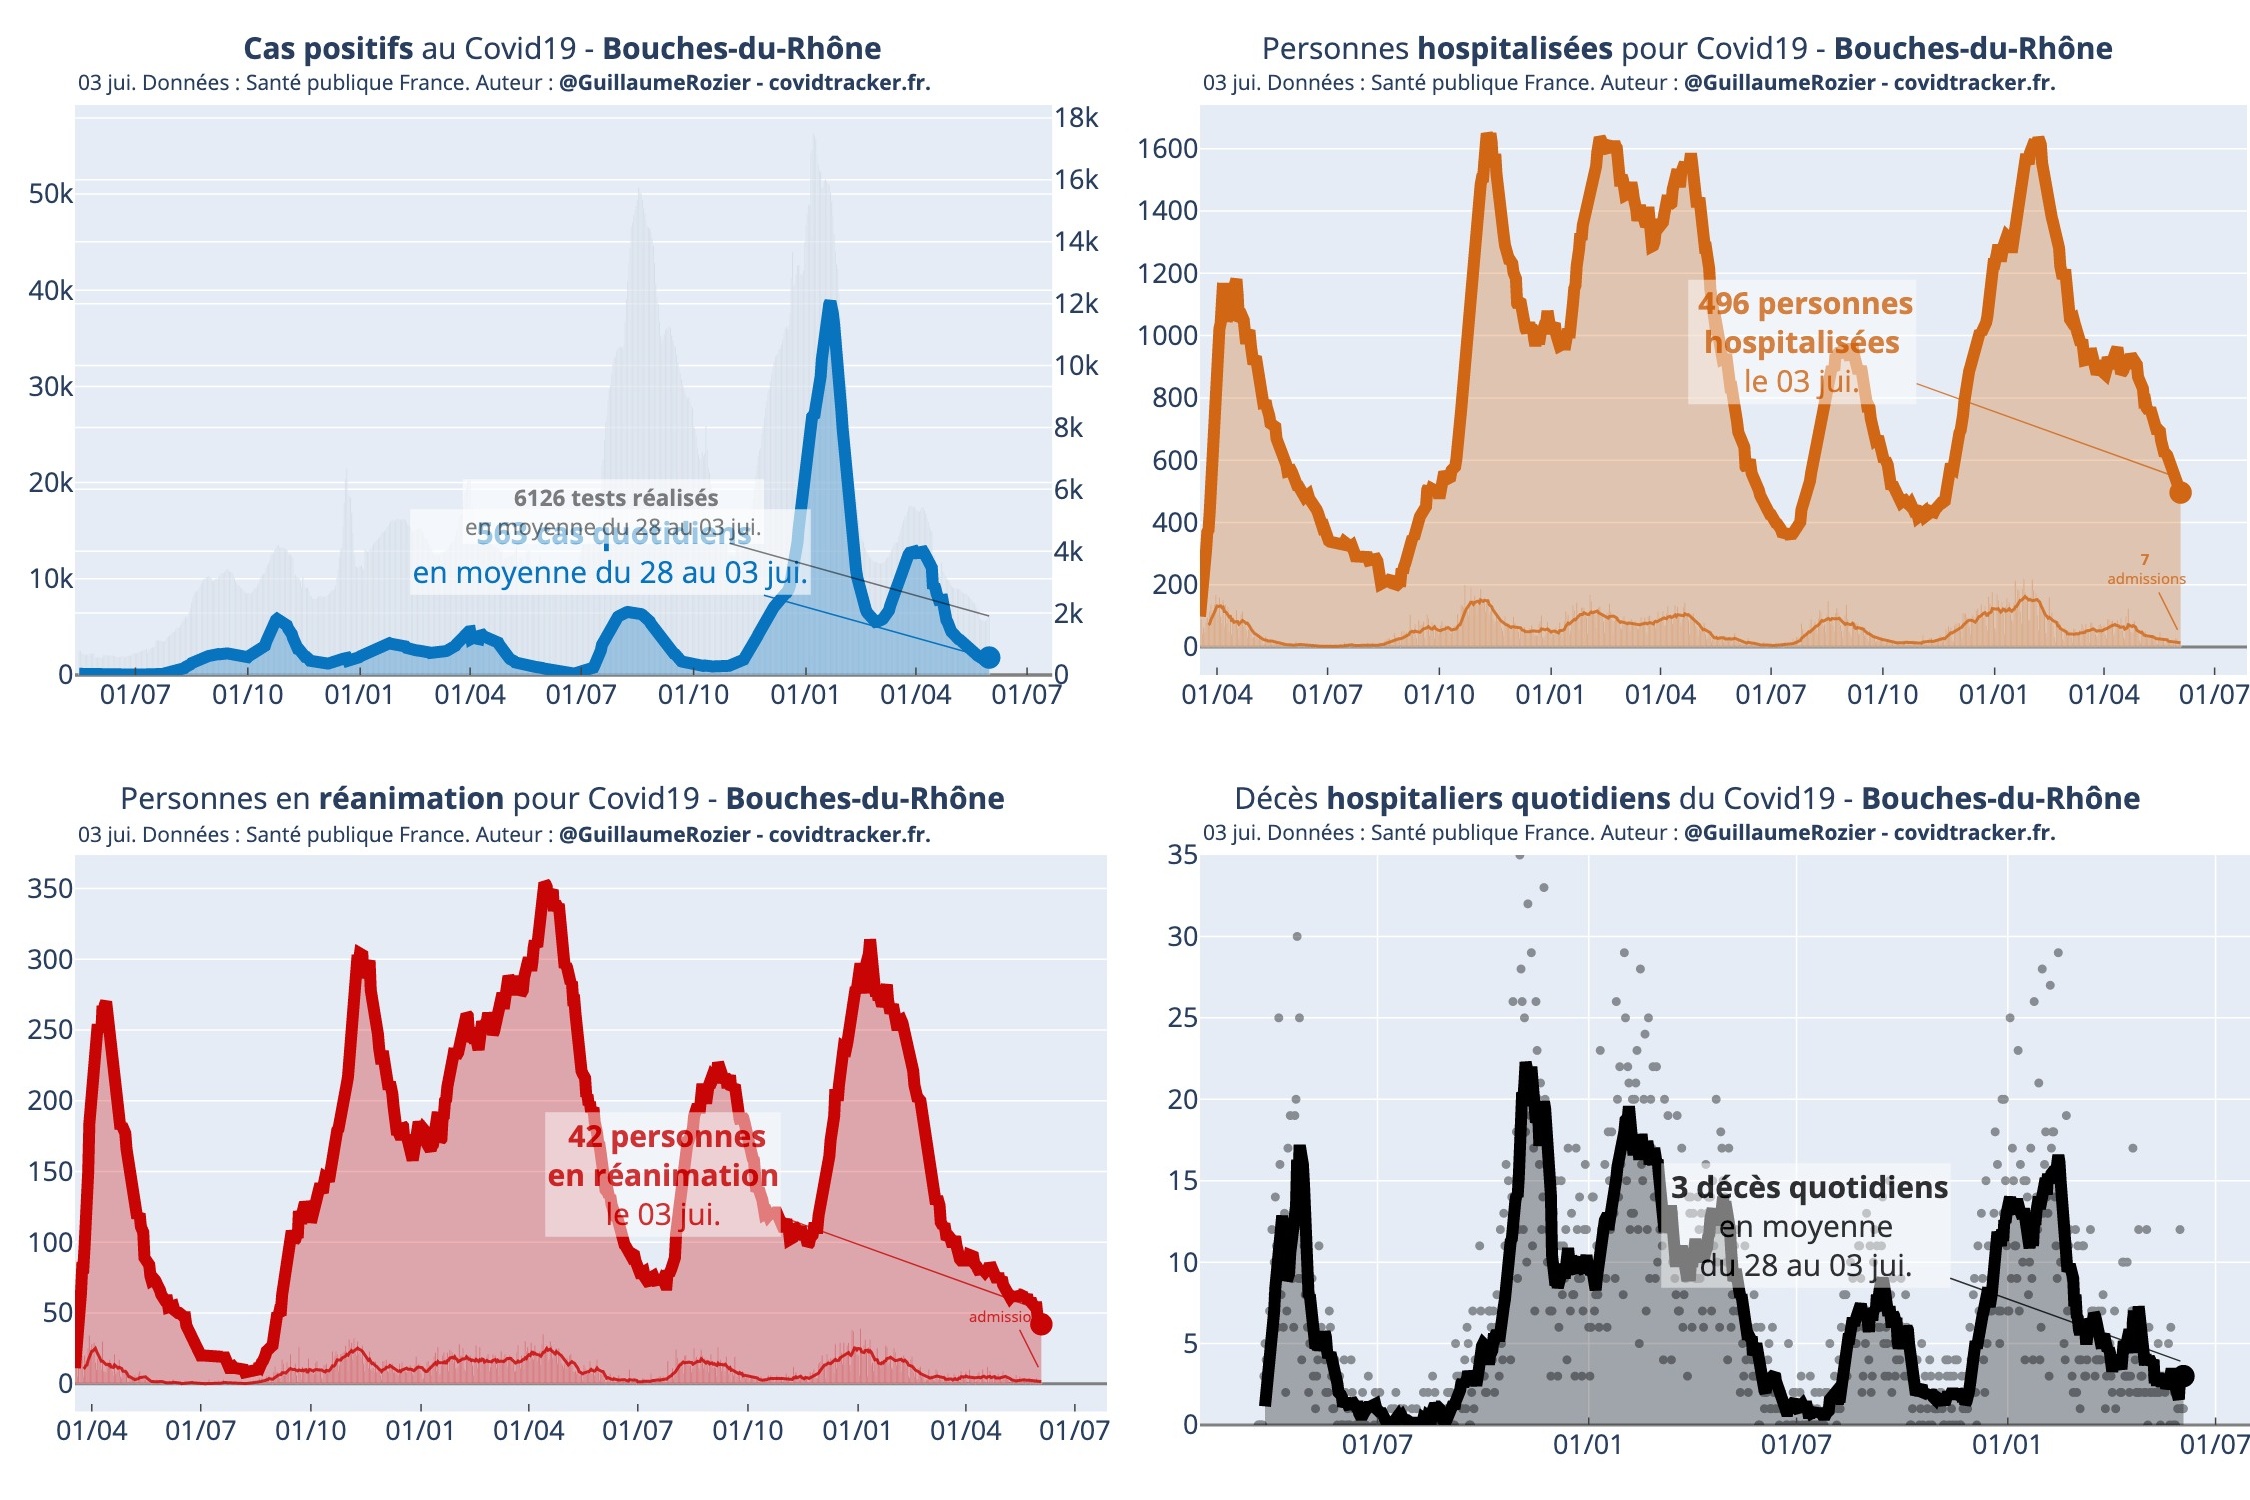 Cas positifs au Covid19 - Bouches-du-Rhône
03 jui. Données : Santé publique France. Auteur : @GuillaumeRozier - covidtracker.fr.
18k
16k
14k
12k
10k
8k
6k
4k
2k
0
50k
40k
30k
20k
10k
0
6126 tests réalisés
en moyenne du 28 au 03 jui.
563 cas quotidiens
en moyenne du 28 au 03 jui.
01/07 01/10 01/01 01/04 01/07 01/10 01/01 01/04 01/07
Personnes hospitalisées pour Covid19 - Bouches-du-Rhône
03 jui. Données : Santé publique France. Auteur : @GuillaumeRozier - covidtracker.fr.
1600
1400
1200
1000
800
600
400
200
0
496 personnes
hospitalisées
le 03 jui.
7
admissions
01/04 01/07 01/10 01/01 01/04 01/07 01/10 01/01 01/04 01/07
Personnes en réanimation pour Covid19 - Bouches-du-Rhône
03 jui. Données : Santé publique France. Auteur : @GuillaumeRozier - covidtracker.fr.
350
300
250
200
150
100
50
0
42 personnes
en réanimation
le 03 jui.
01/04 01/07 01/10 01/01 01/04 01/07 01/10 01/01 01/04 01/07
Décès hospitaliers quotidiens du Covid19 - Bouches-du-Rhône
03 jui. Données : Santé publique France. Auteur : @GuillaumeRozier - covidtracker.fr.
35
30
25
20
15
10
5
0
3 décès quotidiens
en moyenne
du 28 au 03 jui.
01/07 01/01 01/07 01/01 01/07